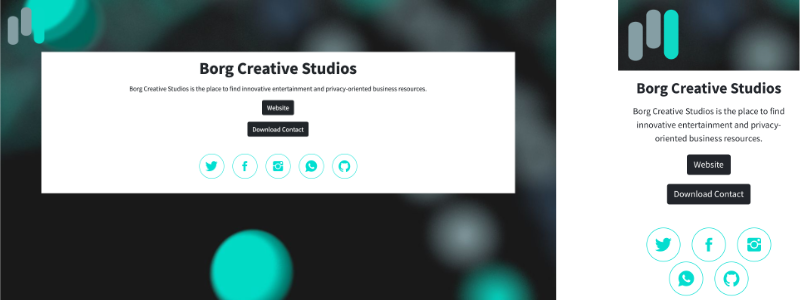 Borg Creative Studios
Borg Creative Studios is the place to find innovative entertainment and privacy-oriented business resources.
Website
Download Contact
Borg Creative Studios
Borg Creative Studios is the place to find
innovative entertainment and privacy-
oriented business resources.
Website
Download Contact